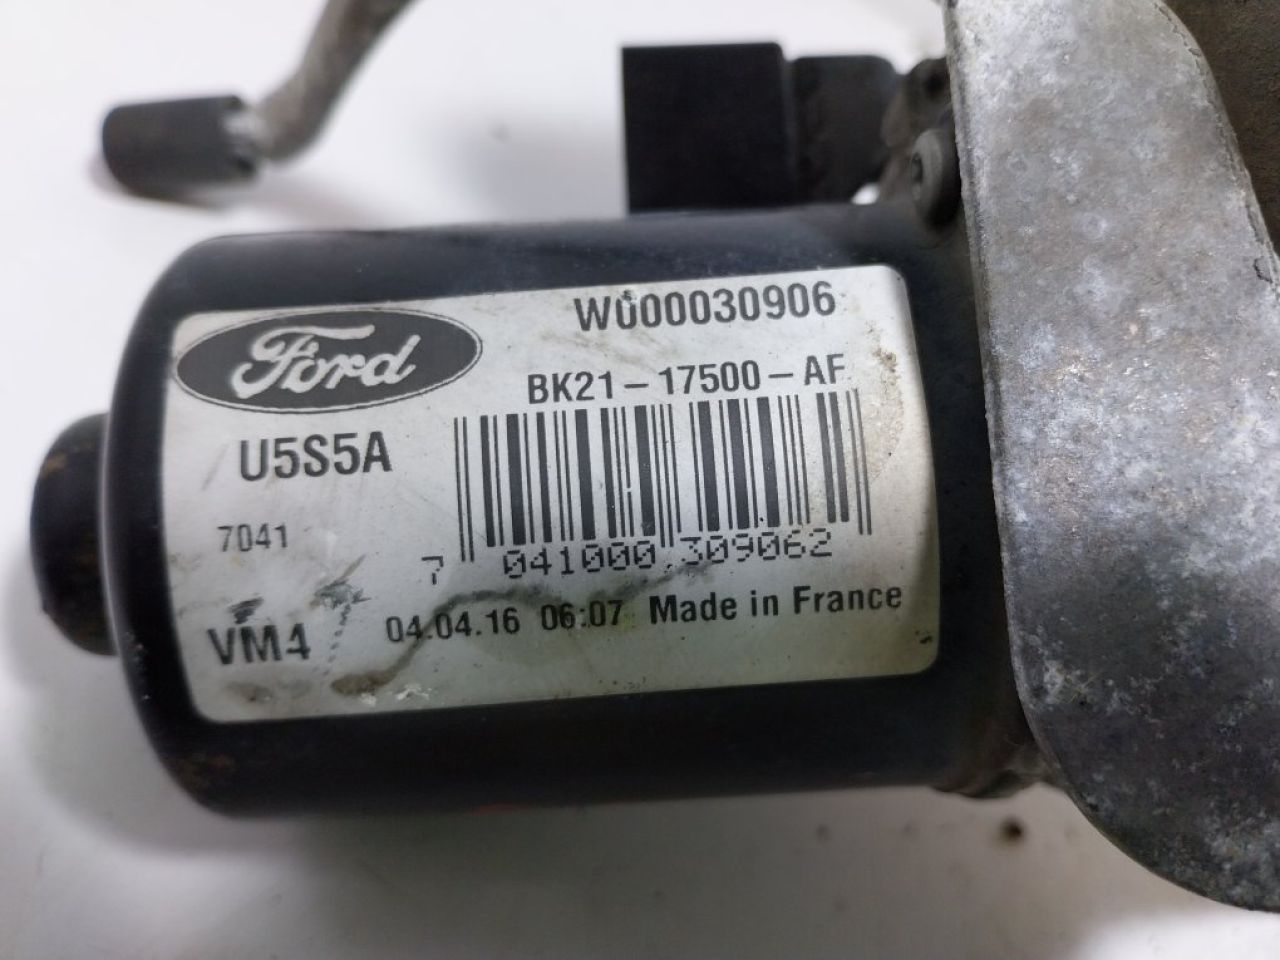 W000030906
Ford
BK21-17500-AF
U5S5A
7041
7 041000 309062
VM4
04.04.16 06:07 Made in France